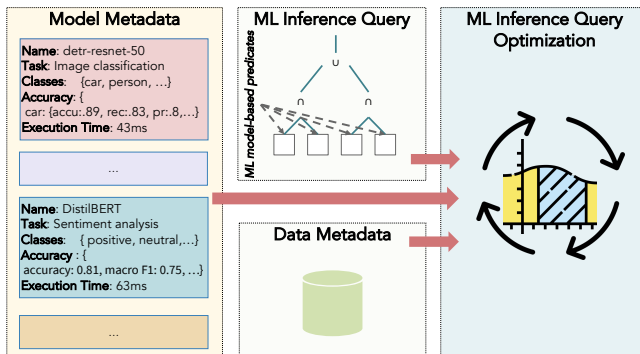 Model Metadata
Name: detr-resnet-50
Task: Image classification
Classes: {car, person, ...}
Accuracy: {
car: {accu:.89, rec:.83, pr:.8,...}
Execution Time: 43ms
...
Name: DistilBERT
Task: Sentiment analysis
Classes: { positive, neutral,...}
Accuracy : {
accuracy: 0.81, macro F1: 0.75, ...}
Execution Time: 63ms
...
ML Inference Query
ML model-based predicates
∪
∩ ∩
Data Metadata
ML Inference Query
Optimization